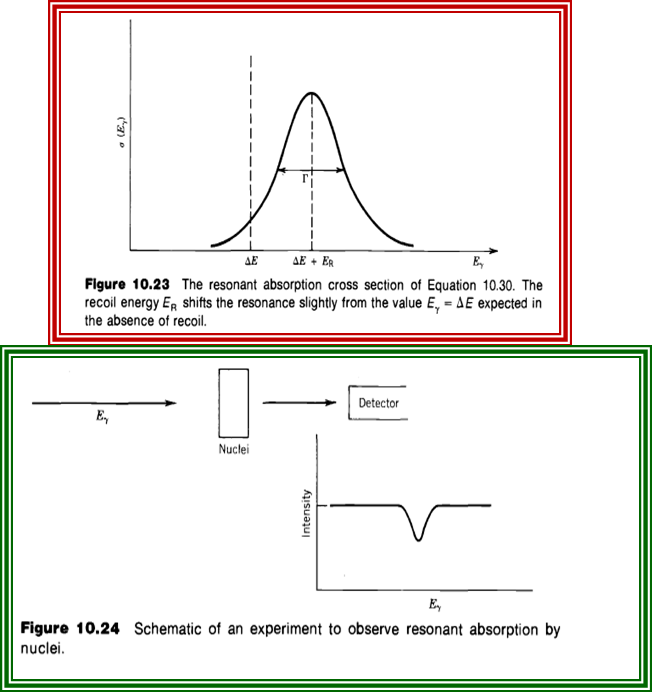 σ (Eγ)
Γ
ΔE
ΔE + ER
Eγ
Figure 10.23 The resonant absorption cross section of Equation 10.30. The
recoil energy ER shifts the resonance slightly from the value Eγ = ΔE expected in
the absence of recoil.
Eγ
Nuclei
Detector
Intensity
Eγ
Figure 10.24 Schematic of an experiment to observe resonant absorption by
nuclei.